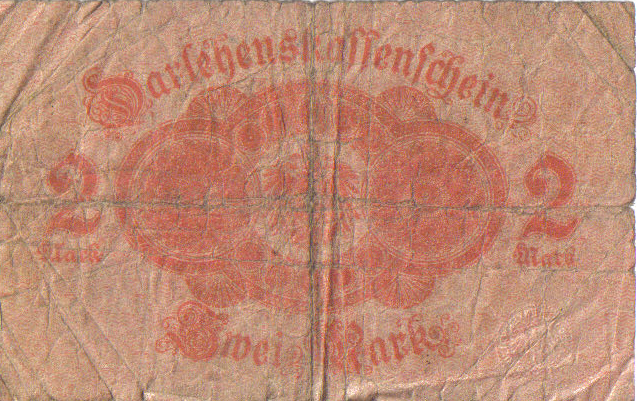 Darlehenskassenschein
2 2
Mark Mark
Zwei Mark